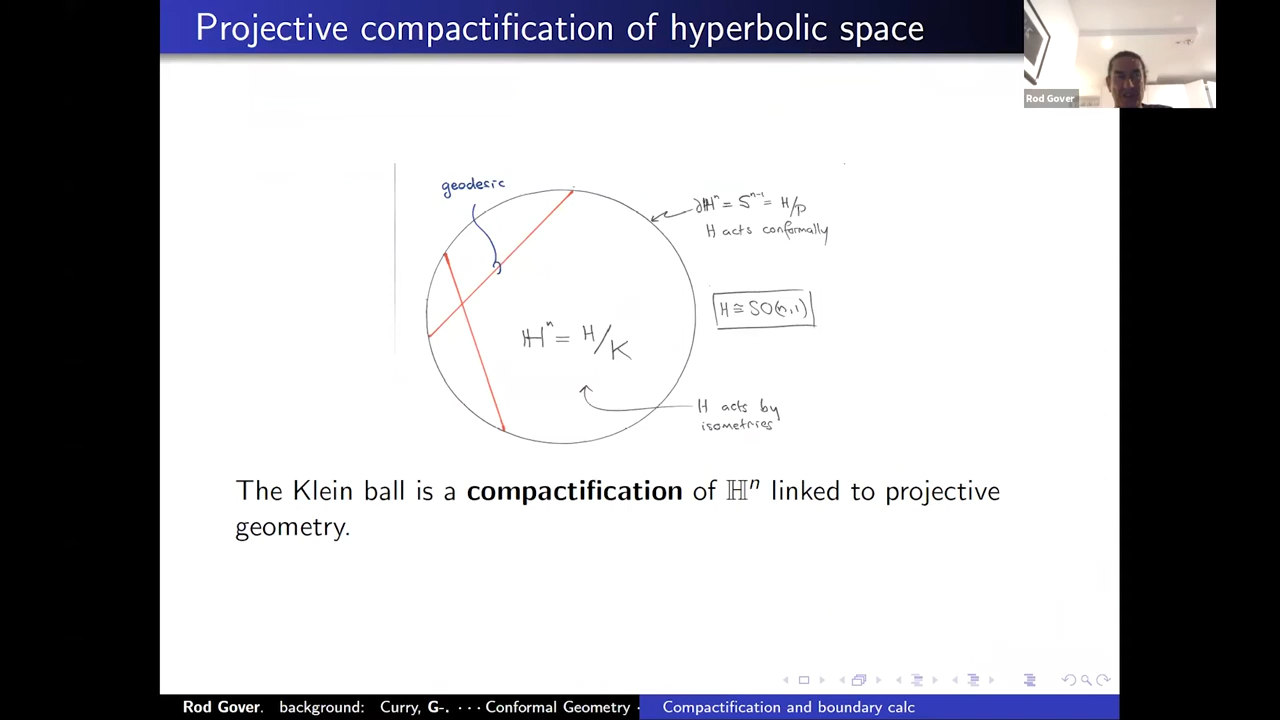 Projective compactification of hyperbolic space
Rod Gover
geodesic
∂ℍⁿ = Sⁿ⁻¹ = H/P
H acts conformally
H ≅ SO(n,1)
ℍⁿ = H/K
H acts by
isometries
The Klein ball is a compactification of ℍⁿ linked to projective
geometry.
Rod Gover. background: Curry, G-. ⋯ Conformal Geometry ·
Compactification and boundary calc